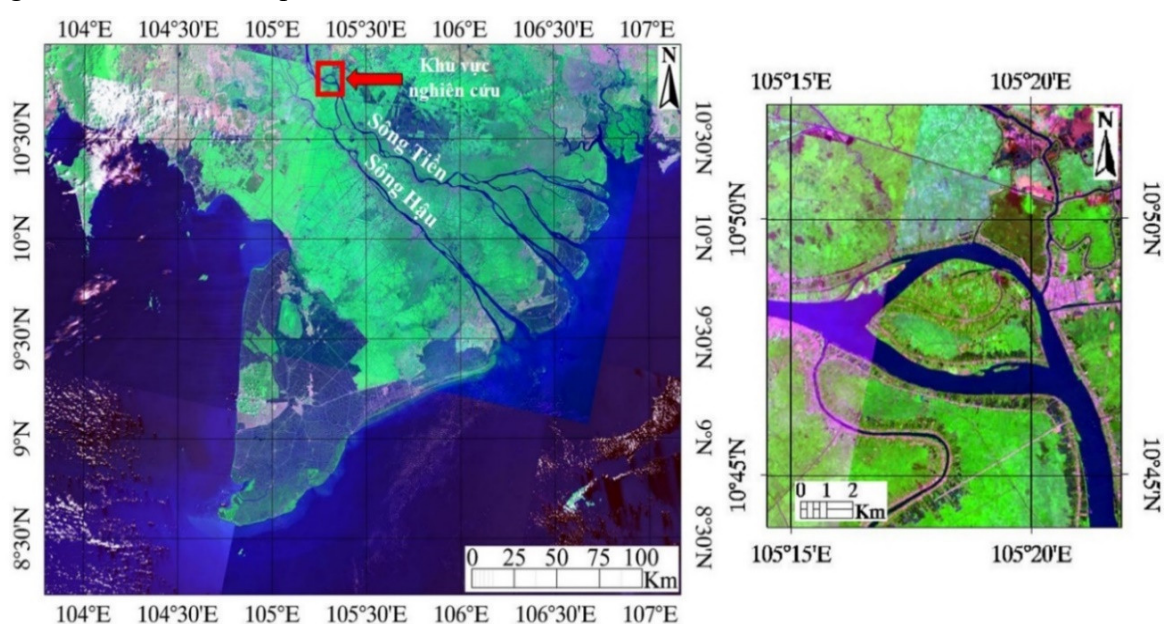 104°E 104°30'E 105°E 105°30'E 106°E 106°30'E 107°E
N
Khu vực
nghiên cứu
Sông Tiền
Sông Hậu
10°30'N
10°N
9°30'N
9°N
8°30'N
10°30'N
10°N
9°30'N
9°N
8°30'N
0 25 50 75 100
Km
104°E 104°30'E 105°E 105°30'E 106°E 106°30'E 107°E
105°15'E 105°20'E
N
10°50'N
10°45'N
10°50'N
10°45'N
0 1 2
Km
105°15'E 105°20'E